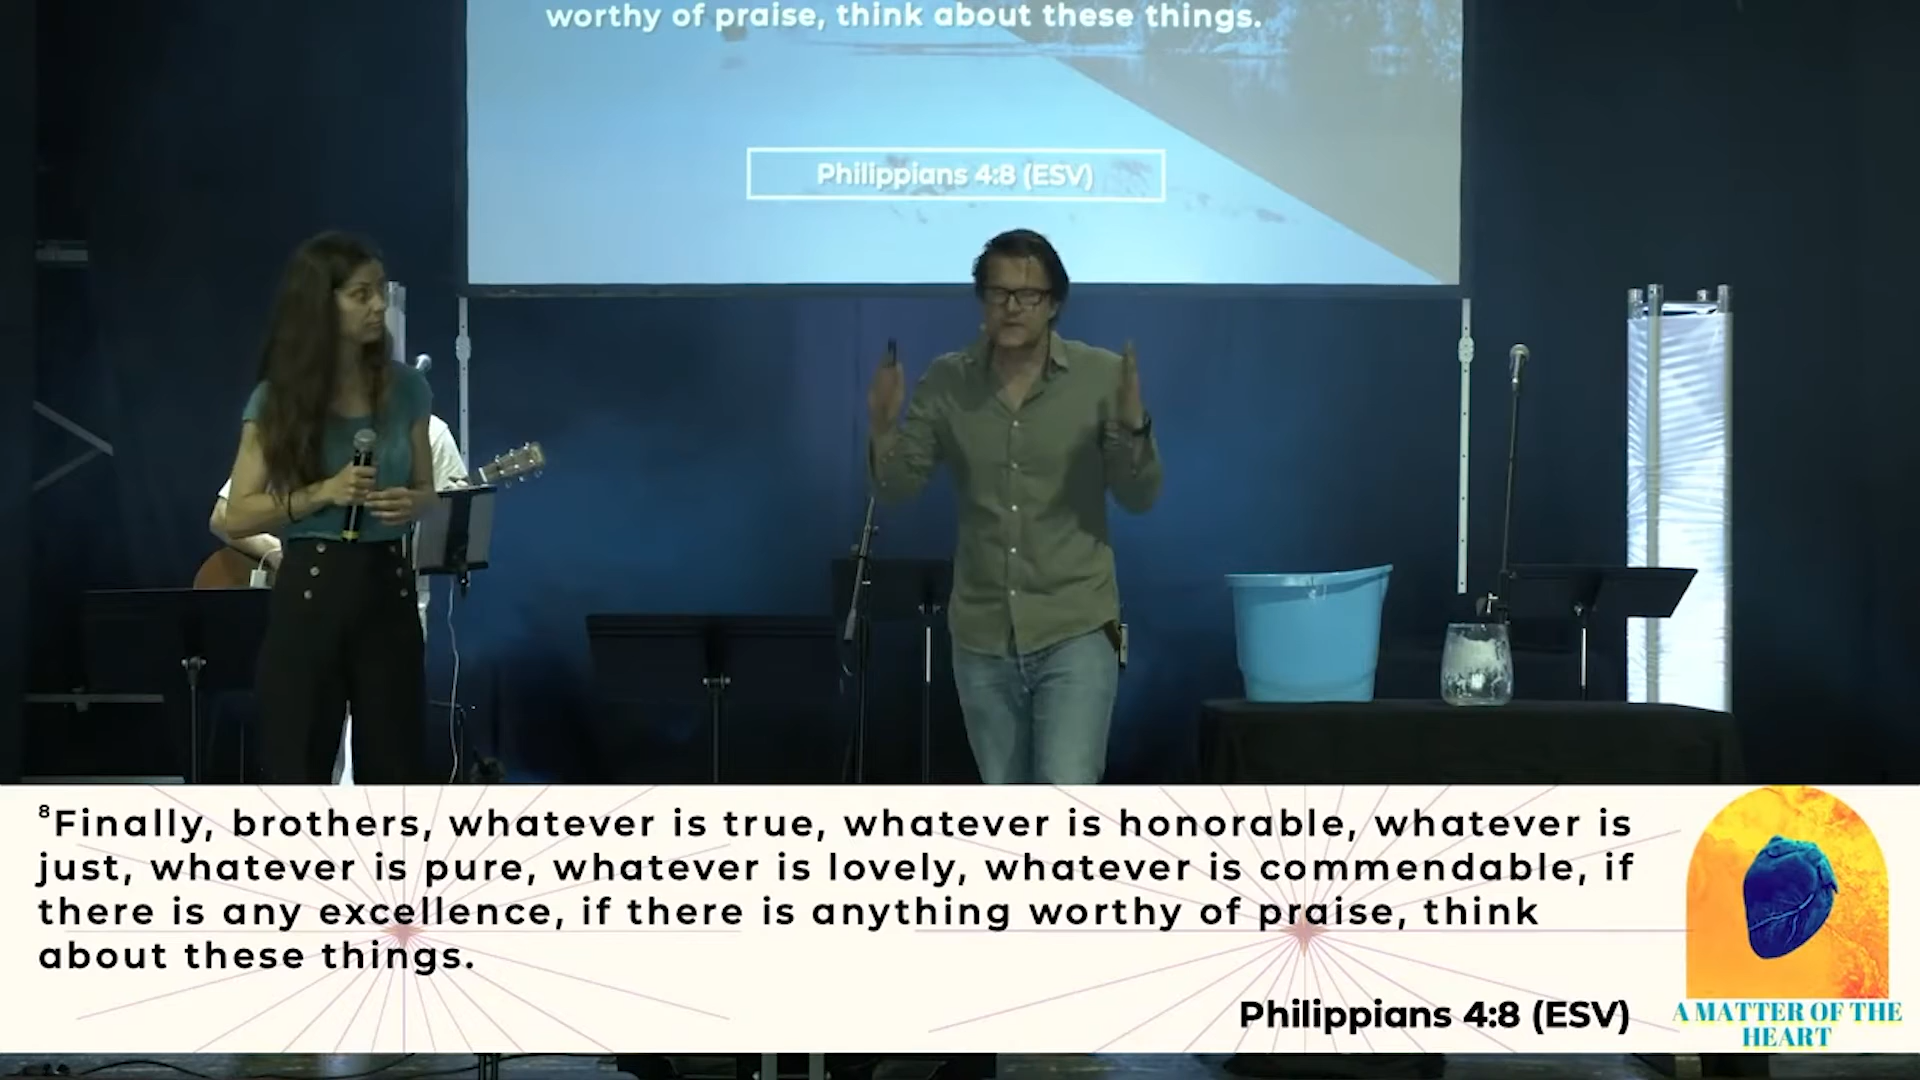 worthy of praise, think about these things.
Philippians 4:8 (ESV)
⁸Finally, brothers, whatever is true, whatever is honorable, whatever is
just, whatever is pure, whatever is lovely, whatever is commendable, if
there is any excellence, if there is anything worthy of praise, think
about these things.
Philippians 4:8 (ESV)
A MATTER OF THE
HEART